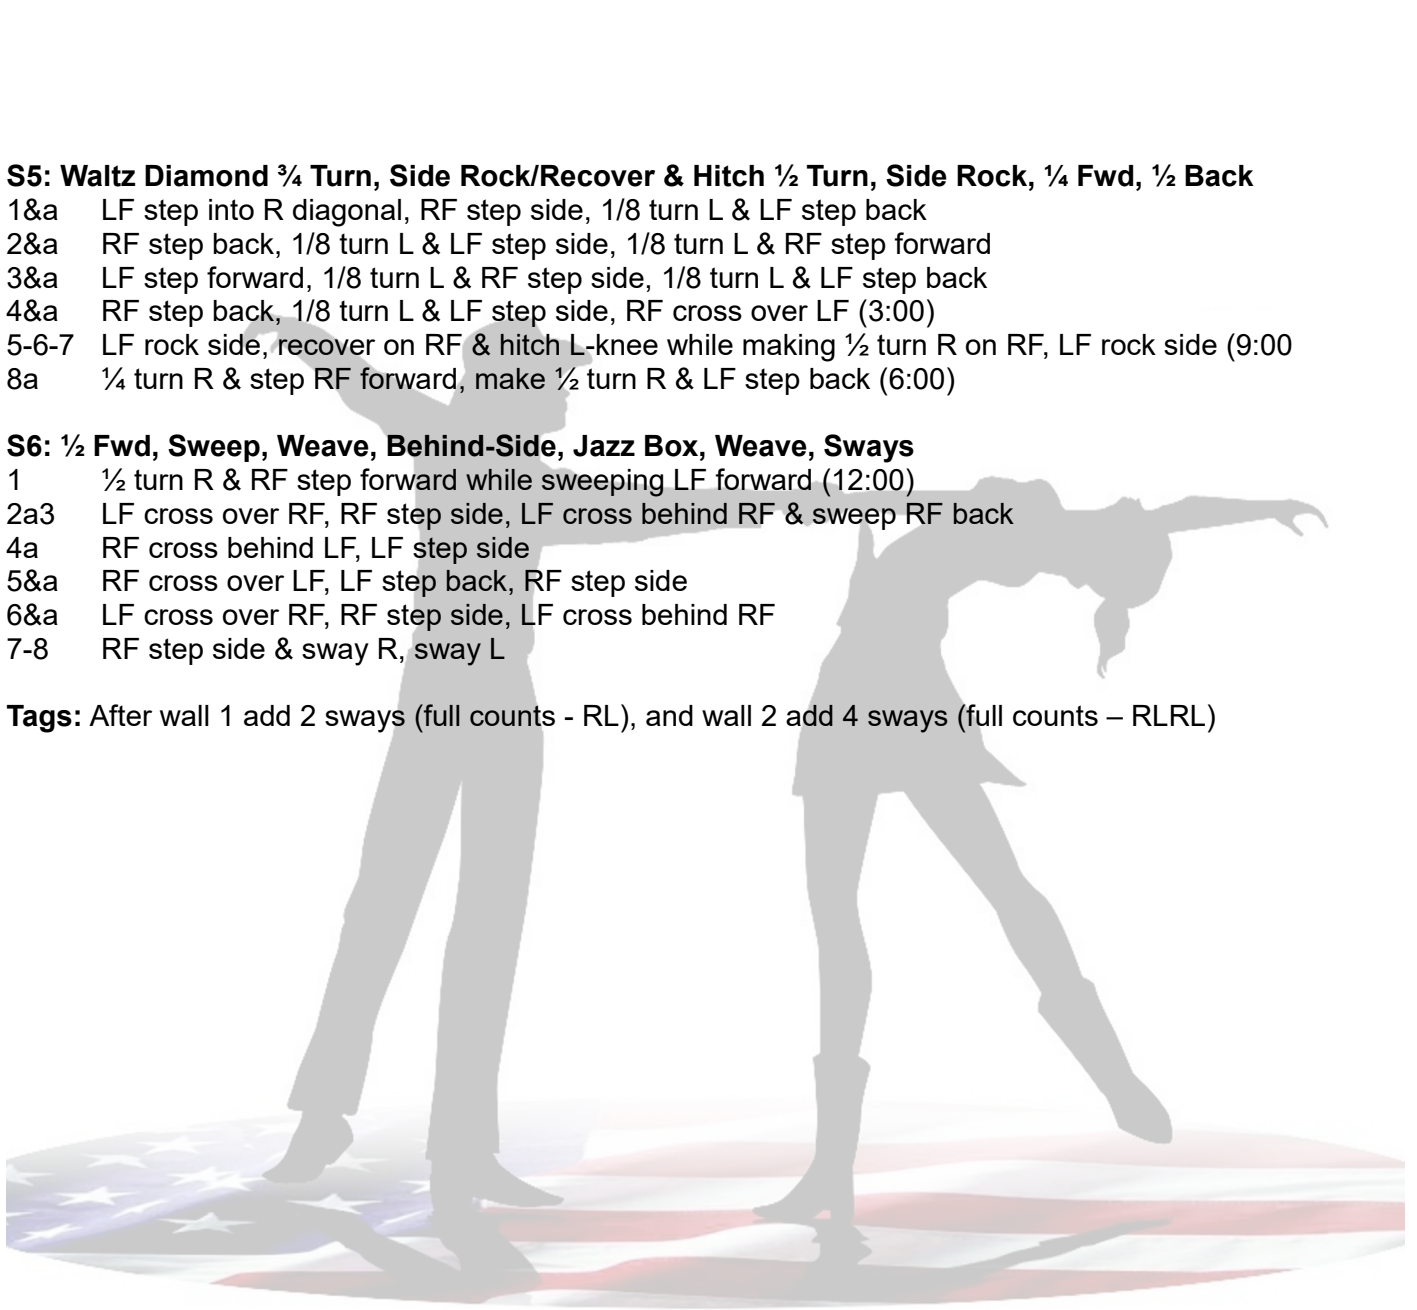 S5: Waltz Diamond ¾ Turn, Side Rock/Recover & Hitch ½ Turn, Side Rock, ¼ Fwd, ½ Back
1&a LF step into R diagonal, RF step side, 1/8 turn L & LF step back
2&a RF step back, 1/8 turn L & LF step side, 1/8 turn L & RF step forward
3&a LF step forward, 1/8 turn L & RF step side, 1/8 turn L & LF step back
4&a RF step back, 1/8 turn L & LF step side, RF cross over LF (3:00)
5-6-7 LF rock side, recover on RF & hitch L-knee while making ½ turn R on RF, LF rock side (9:00
8a ¼ turn R & step RF forward, make ½ turn R & LF step back (6:00)
S6: ½ Fwd, Sweep, Weave, Behind-Side, Jazz Box, Weave, Sways
1 ½ turn R & RF step forward while sweeping LF forward (12:00)
2a3 LF cross over RF, RF step side, LF cross behind RF & sweep RF back
4a RF cross behind LF, LF step side
5&a RF cross over LF, LF step back, RF step side
6&a LF cross over RF, RF step side, LF cross behind RF
7-8 RF step side & sway R, sway L
Tags: After wall 1 add 2 sways (full counts - RL), and wall 2 add 4 sways (full counts – RLRL)